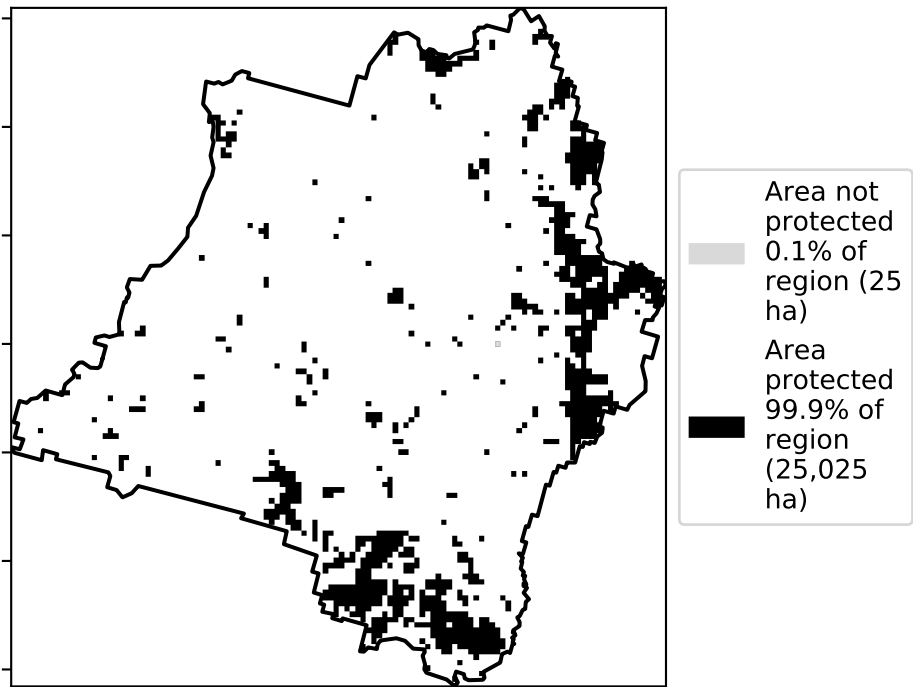 Area not
protected
0.1% of
region (25
ha)
Area
protected
99.9% of
region
(25,025
ha)